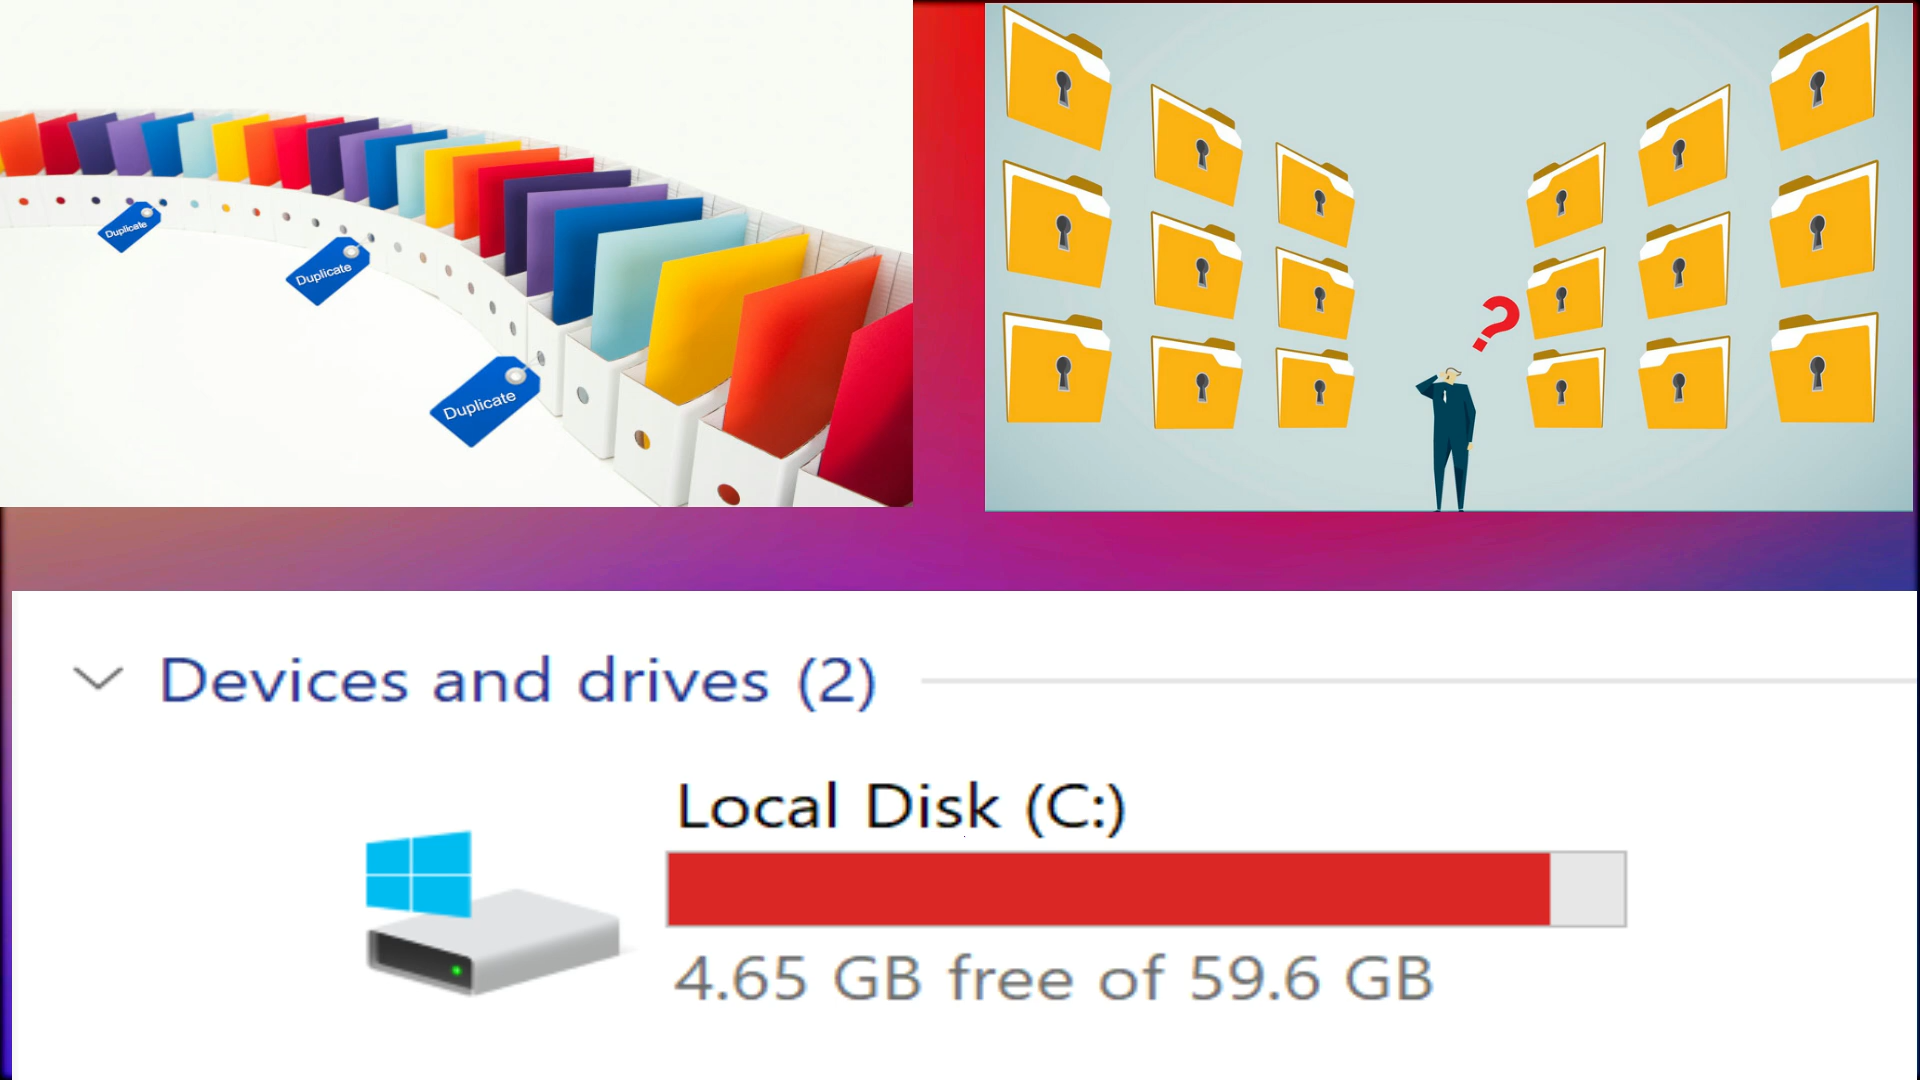 Duplicate
Duplicate
Duplicate
?
Devices and drives (2)
Local Disk (C:)
4.65 GB free of 59.6 GB